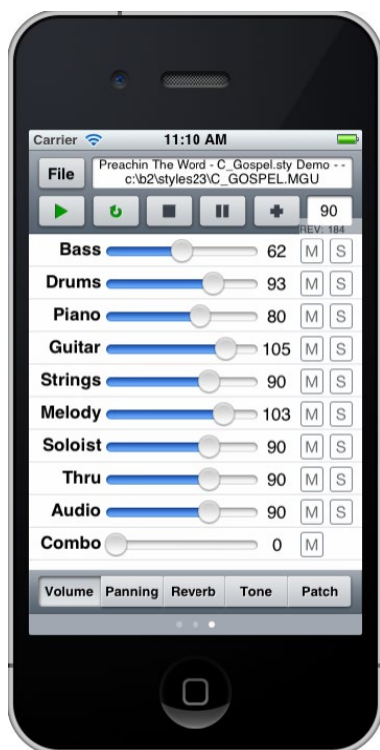 Carrier 11:10 AM
File Preachin The Word - C_Gospel.sty Demo - -
c:\b2\styles23\C_GOSPEL.MGU
90
REV: 184
Bass 62 M S
Drums 93 M S
Piano 80 M S
Guitar 105 M S
Strings 90 M S
Melody 103 M S
Soloist 90 M S
Thru 90 M S
Audio 90 M S
Combo 0 M
Volume Panning Reverb Tone Patch